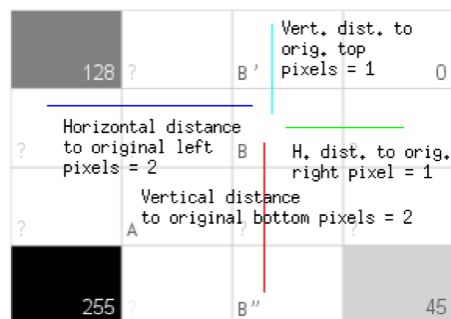 Vert. dist. to
orig. top
pixels = 1
128 ? B' 0
Horizontal distance
to original left
pixels = 2
? B
H. dist. to orig.
right pixel = 1
Vertical distance
to original bottom pixels = 2
? A ? ?
255 ? B" 45